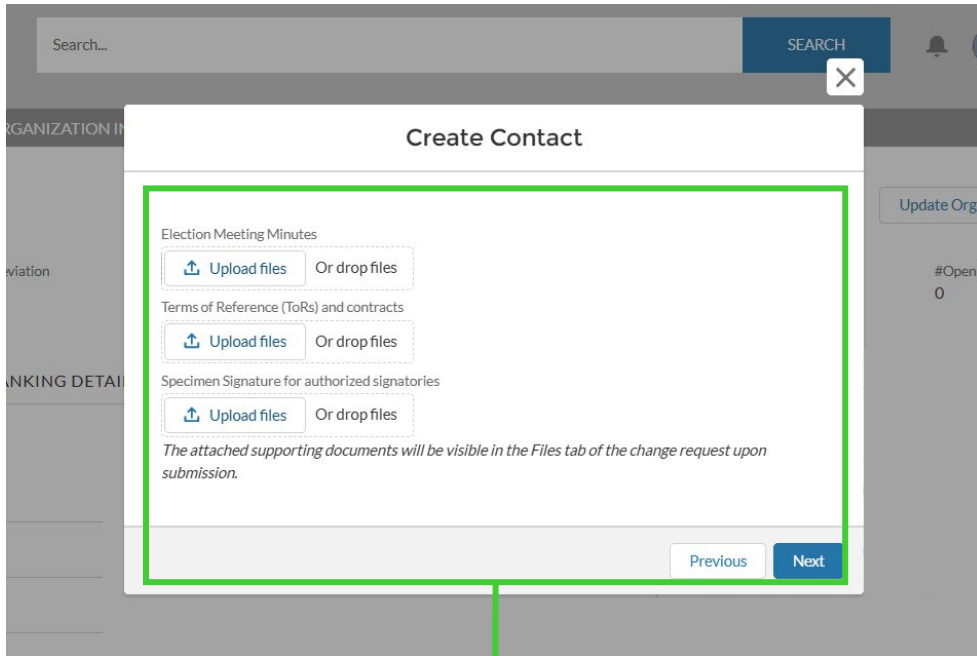 Search...
SEARCH
RGANIZATION IN
Create Contact
Update Org
Election Meeting Minutes
Upload files Or drop files
eviation
#Open
0
Terms of Reference (ToRs) and contracts
Upload files Or drop files
ANKING DETAI
Specimen Signature for authorized signatories
Upload files Or drop files
The attached supporting documents will be visible in the Files tab of the change request upon
submission.
Previous Next